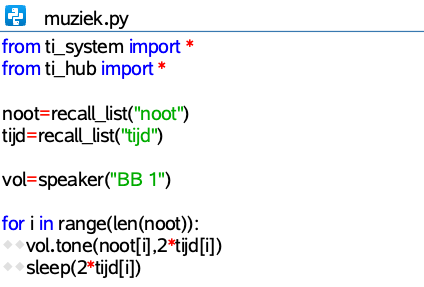 muziek.py
from ti_system import *
from ti_hub import *
noot=recall_list("noot")
tijd=recall_list("tijd")
vol=speaker("BB 1")
for i in range(len(noot)):
vol.tone(noot[i],2*tijd[i])
sleep(2*tijd[i])